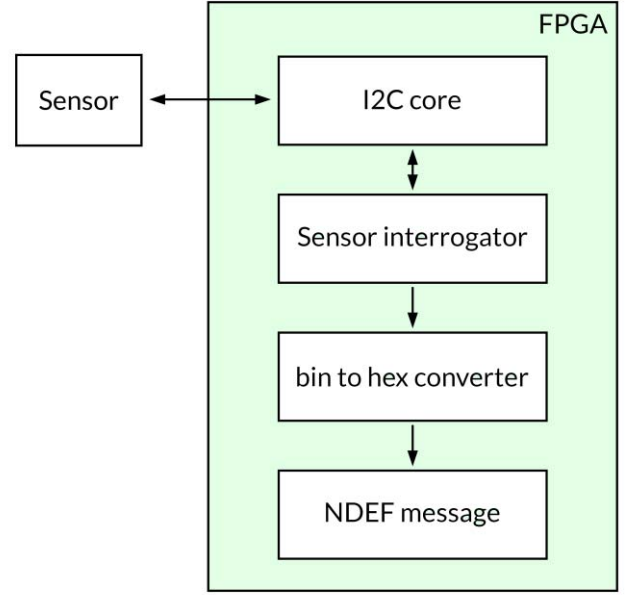 FPGA
Sensor
I2C core
Sensor interrogator
bin to hex converter
NDEF message